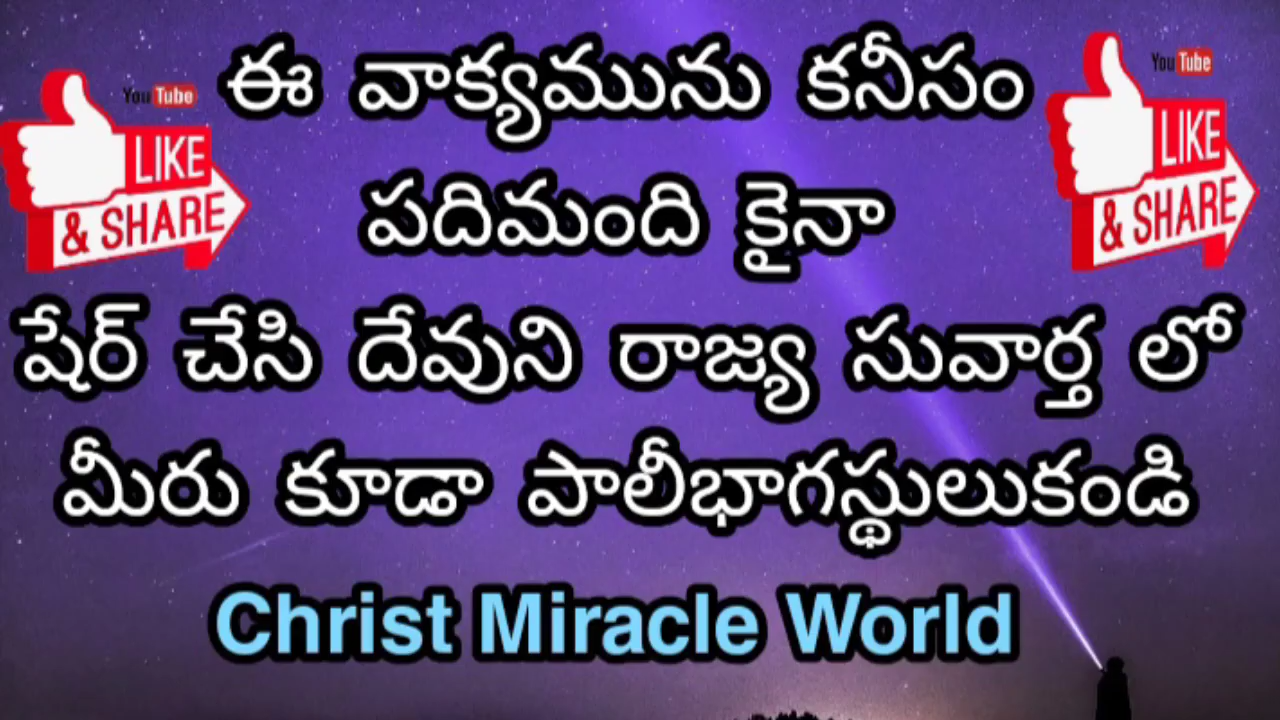 ఈ వాక్యమును కనీసం
పదిమంది కైనా
షేర్ చేసి దేవుని రాజ్య సువార్త లో
మీరు కూడా పాలీభాగస్థులుకండి
Christ Miracle World
YouTube
LIKE
& SHARE
YouTube
LIKE
& SHARE